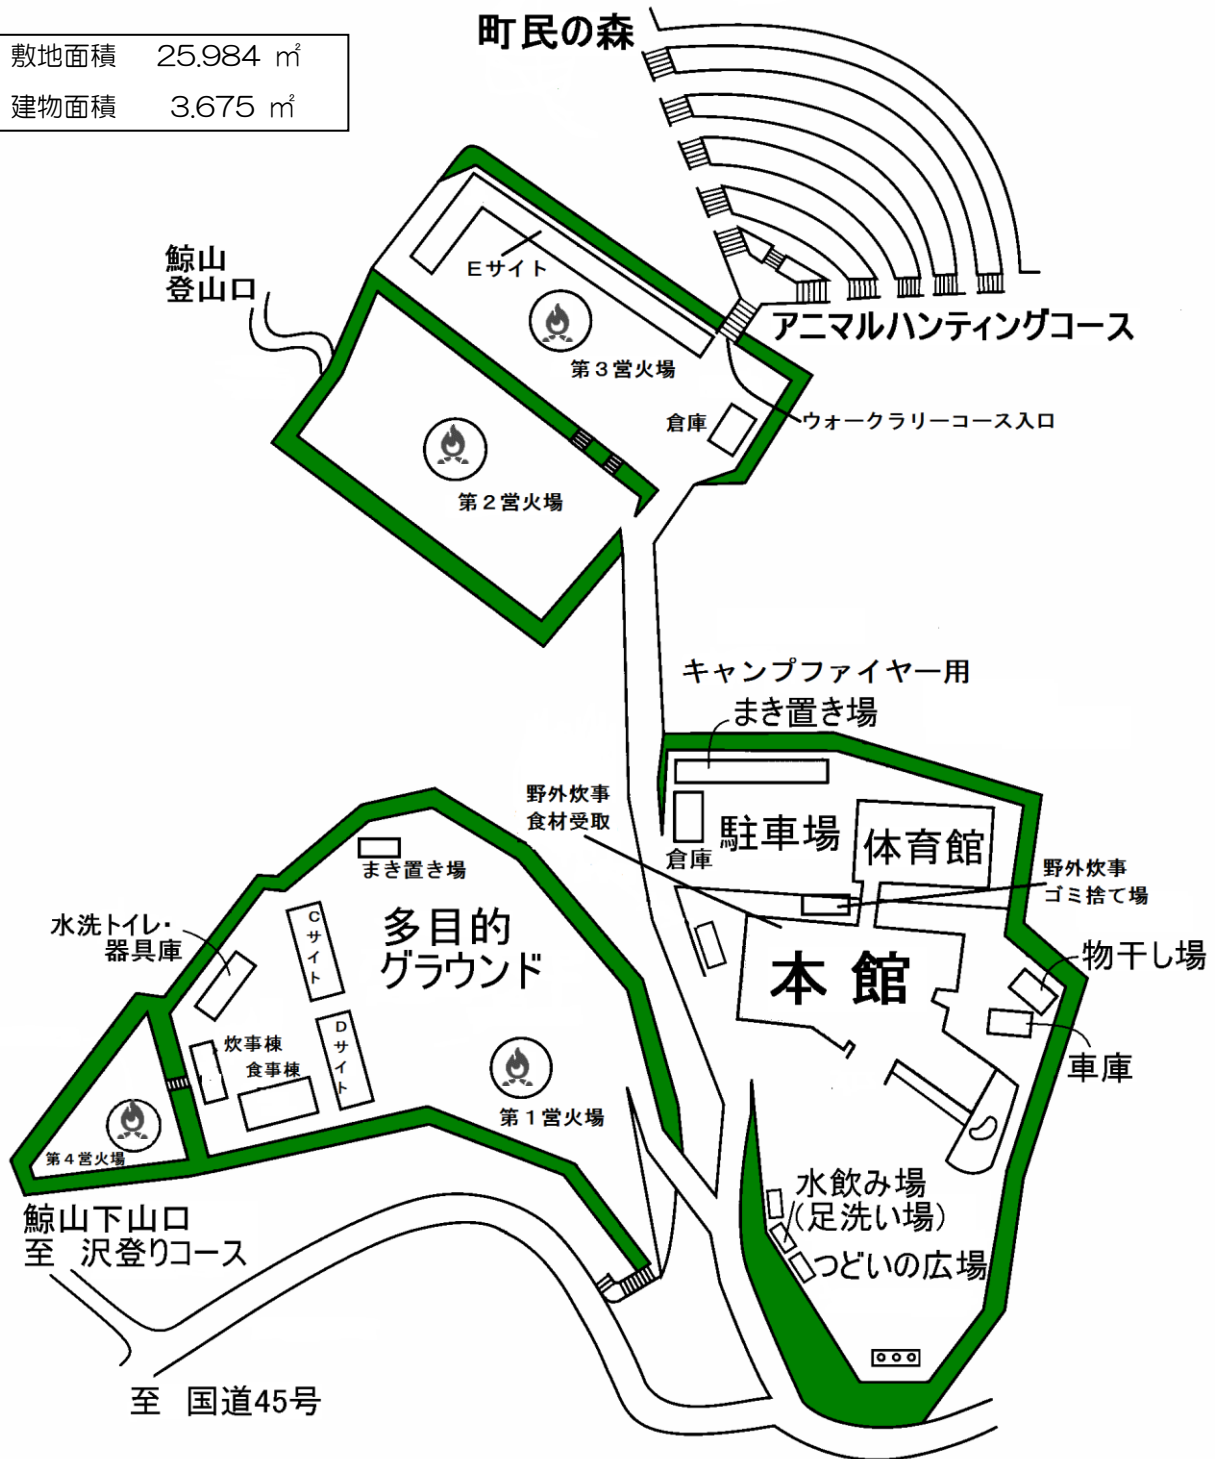 敷地面積 25.984 ㎡
建物面積 3.675 ㎡
町民の森
鯨山
登山口
Eサイト
第3営火場
アニマルハンティングコース
倉庫
ウォークラリーコース入口
第2営火場
キャンプファイヤー用
まき置き場
野外炊事
食材受取
倉庫
駐車場
体育館
野外炊事
ゴミ捨て場
まき置き場
水洗トイレ・
器具庫
Cサイト
多目的
グラウンド
本館
物干し場
車庫
炊事棟
食事棟
Dサイト
第1営火場
第4営火場
水飲み場
(足洗い場)
つどいの広場
鯨山下山口
至 沢登りコース
至 国道45号